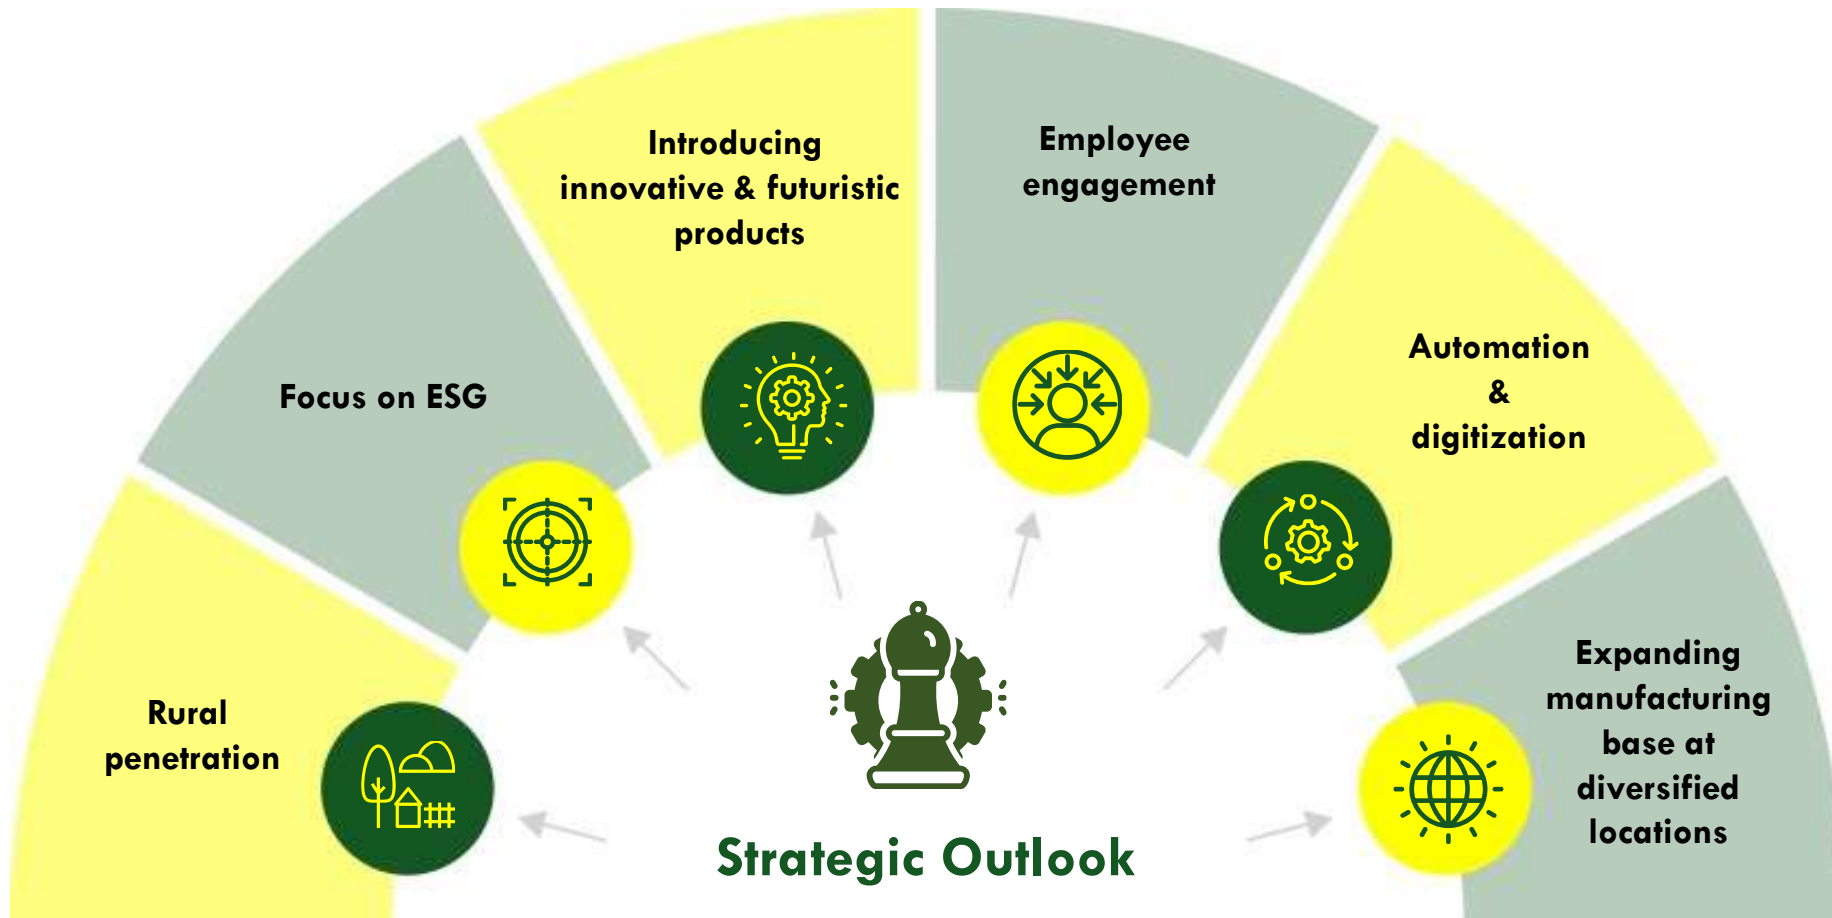 Rural
penetration
Focus on ESG
Introducing
innovative & futuristic
products
Employee
engagement
Automation
&
digitization
Expanding
manufacturing
base at
diversified
locations
Strategic Outlook